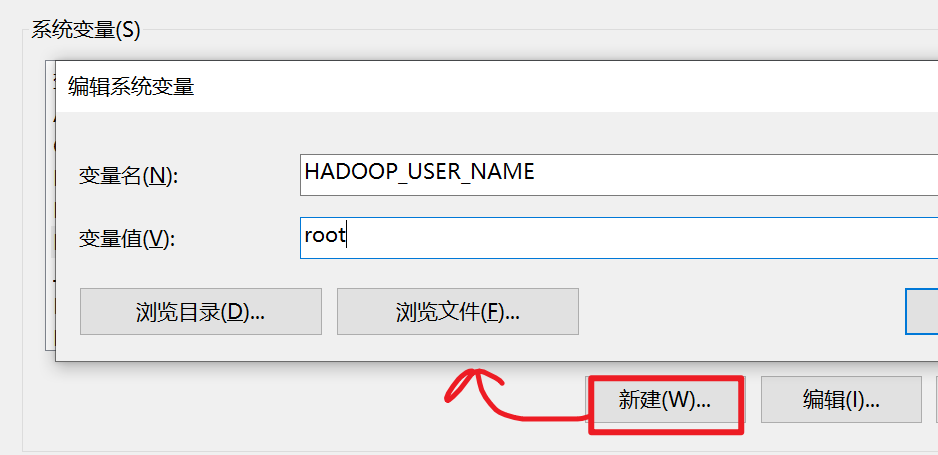 系统变量(S)
编辑系统变量
变量名(N):
HADOOP_USER_NAME
变量值(V):
root
浏览目录(D)...
浏览文件(F)...
新建(W)...
编辑(I)...